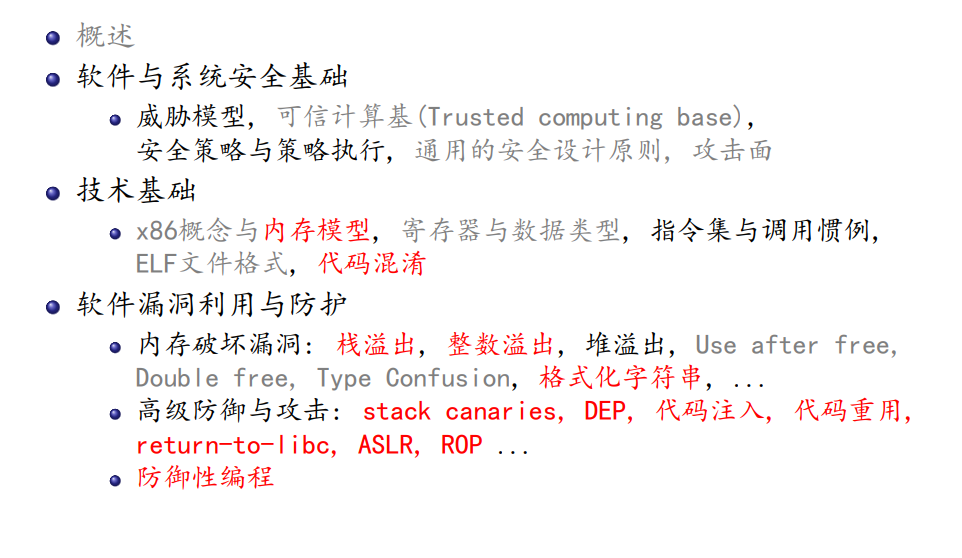 概述
软件与系统安全基础
威胁模型, 可信计算基(Trusted computing base),
安全策略与策略执行, 通用的安全设计原则, 攻击面
技术基础
x86概念与内存模型, 寄存器与数据类型, 指令集与调用惯例,
ELF文件格式, 代码混淆
软件漏洞利用与防护
内存破坏漏洞: 栈溢出, 整数溢出, 堆溢出, Use after free,
Double free, Type Confusion, 格式化字符串, ...
高级防御与攻击: stack canaries, DEP, 代码注入, 代码重用,
return-to-libc, ASLR, ROP ...
防御性编程